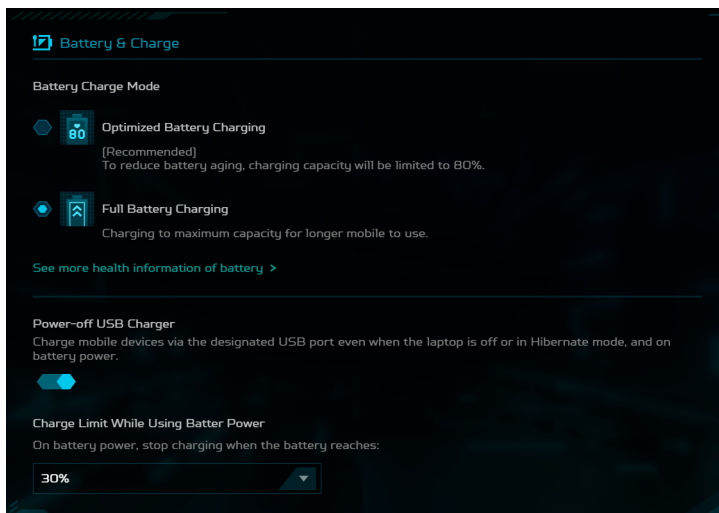 Battery & Charge
Battery Charge Mode
80
Optimized Battery Charging
[Recommended]
To reduce battery aging, charging capacity will be limited to 80%.
Full Battery Charging
Charging to maximum capacity for longer mobile to use.
See more health information of battery >
Power-off USB Charger
Charge mobile devices via the designated USB port even when the laptop is off or in Hibernate mode, and on
battery power.
Charge Limit While Using Batter Power
On battery power, stop charging when the battery reaches:
30%